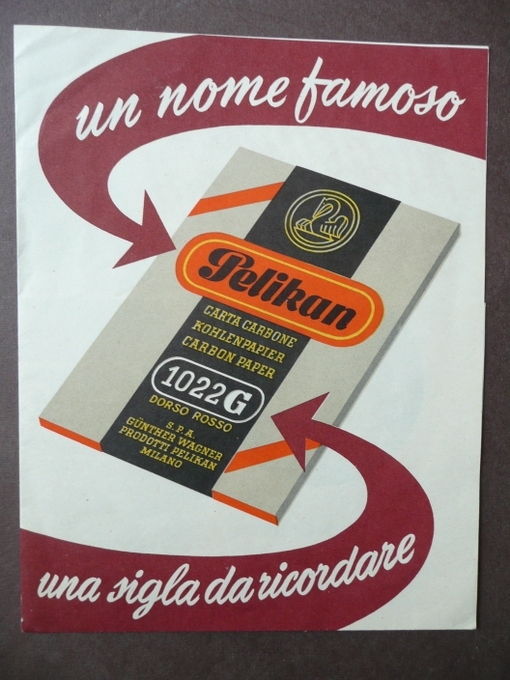 un nome famoso
Pelikan
CARTA CARBONE
KOHLENPAPIER
CARBON PAPER
1022G
DORSO ROSSO
S.P.A.
GÜNTHER WAGNER
PRODOTTI PELIKAN
MILANO
una sigla da ricordare